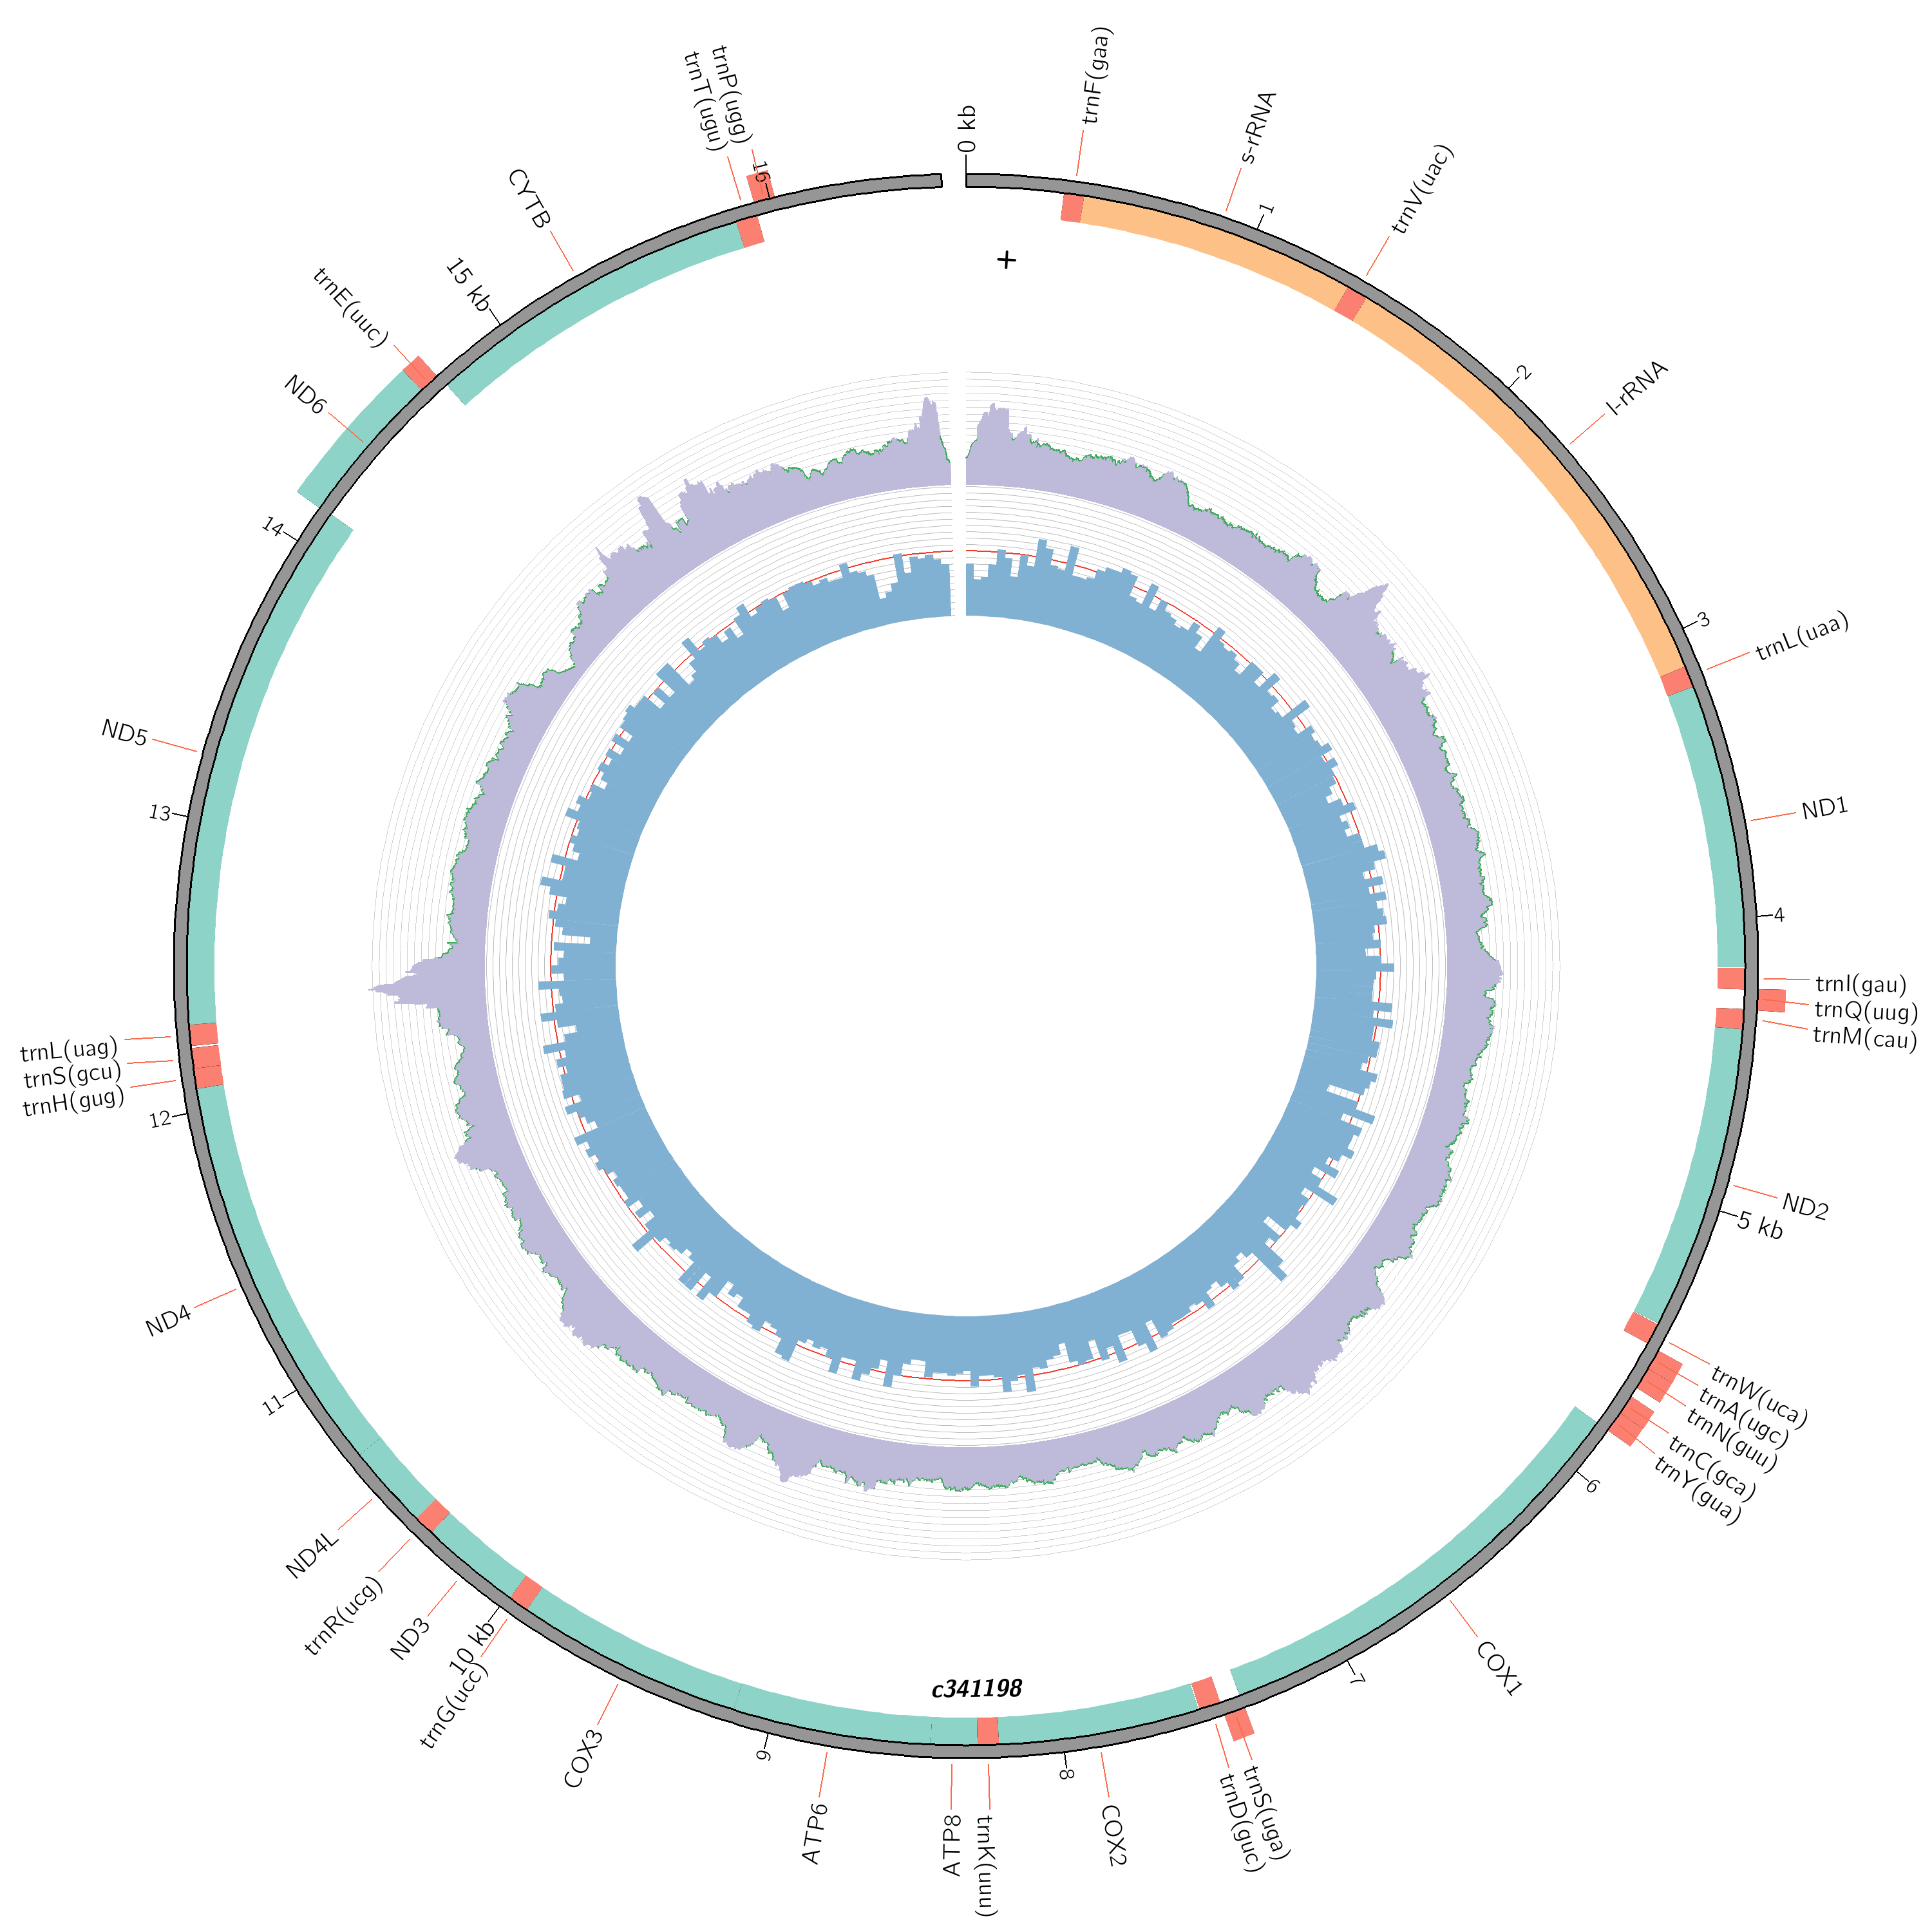 0 kb
trnF(gaa)
s-rRNA
1
trnV(uac)
2
l-rRNA
3
trnL(uaa)
ND1
4
trnI(gau)
trnQ(uug)
trnM(cau)
ND2
5 kb
trnW(uca)
trnA(ugc)
trnN(guu)
trnC(gca)
trnY(gua)
6
COX1
7
trnS(uga)
trnD(guc)
COX2
8
trnK(uuu)
ATP8
ATP6
9
COX3
trnG(ucc)
10 kb
ND3
trnR(ucg)
ND4L
11
ND4
12
trnH(gug)
trnS(gcu)
trnL(uag)
13
ND5
14
ND6
trnE(uuc)
15 kb
CYTB
trnT(ugu)
trnP(ugg)
16
+
c341198